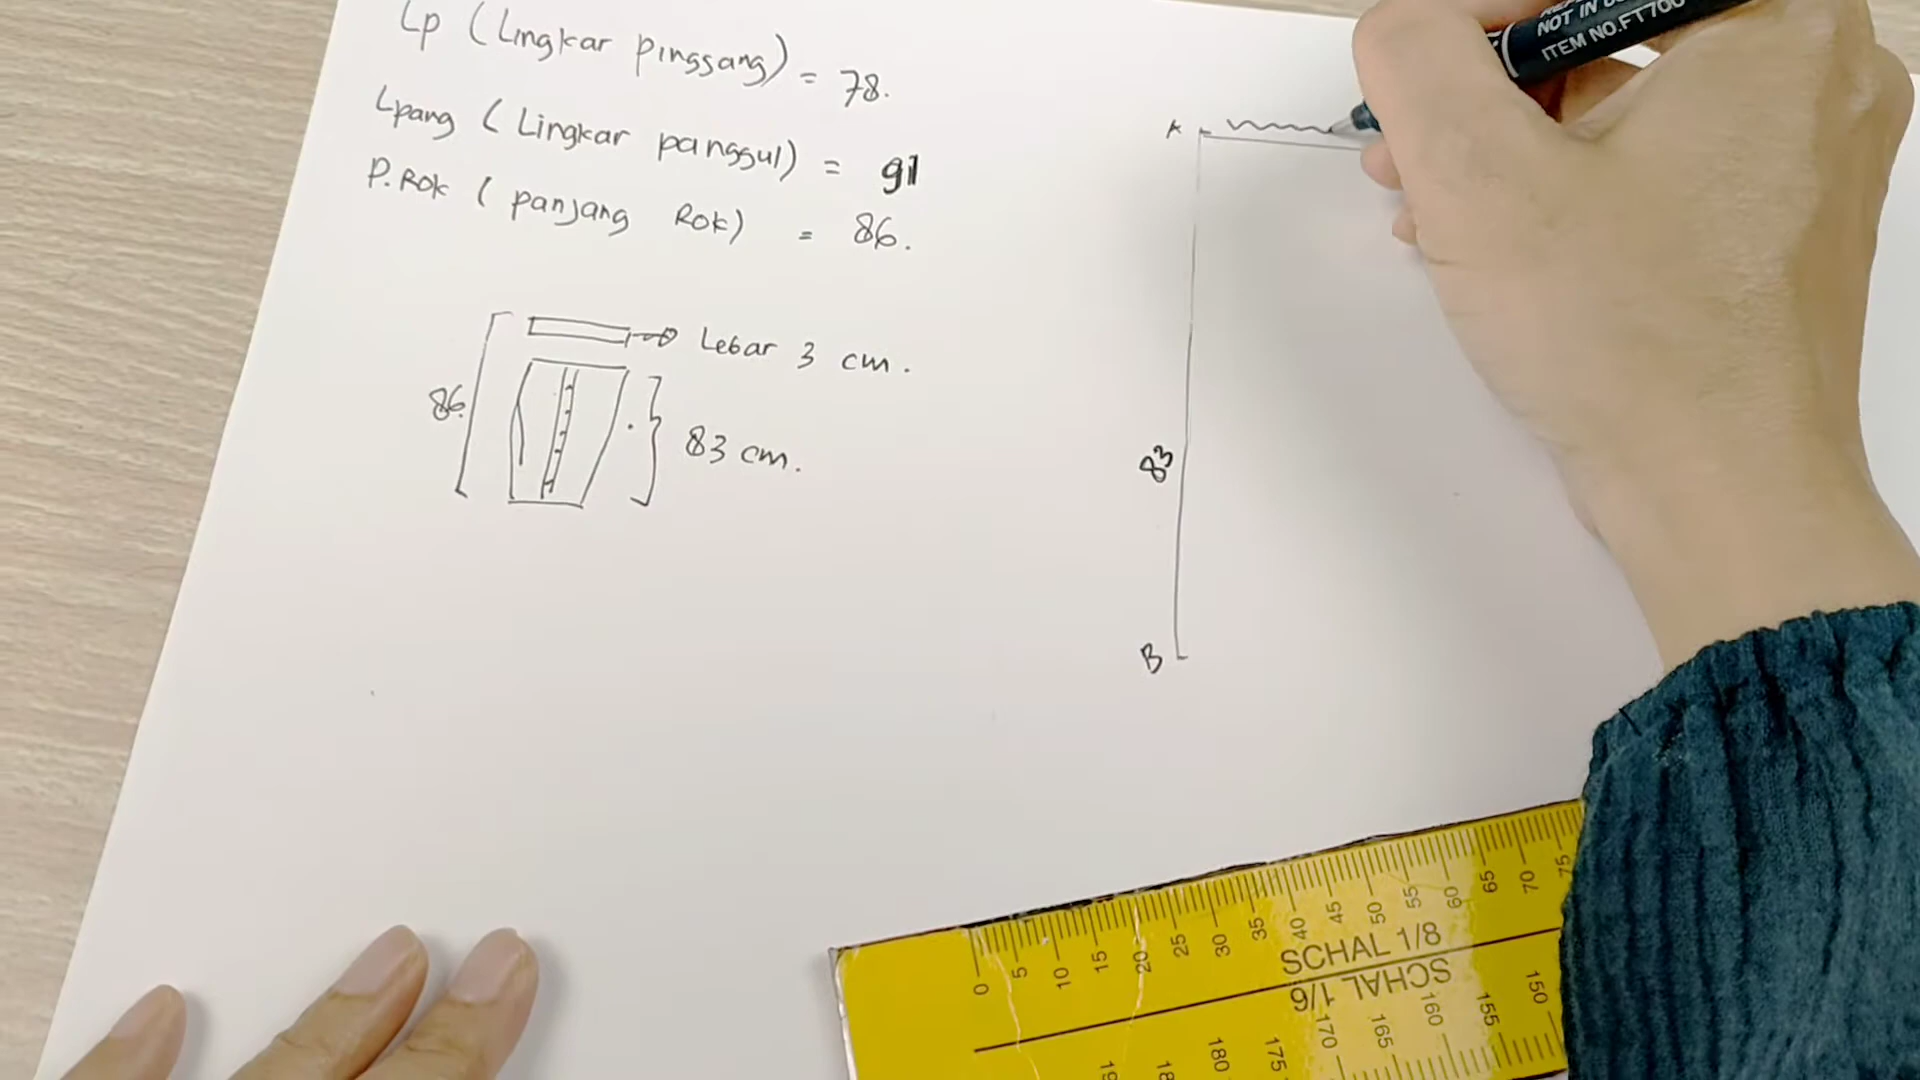 Lp (Lingkar pinggang) = 78.
Lpang (Lingkar panggul) = 91
P.Rok (panjang Rok) = 86.
Lebar 3 cm.
86.
83 cm.
A
83
B
NOT IN
ITEM NO.FT700
0 5 10 15 20 25 30 35 40 45 50 55 60 65 70 75
SCHAL 1/8
SCHAL 1/6
180 175 170 165 160 155 150